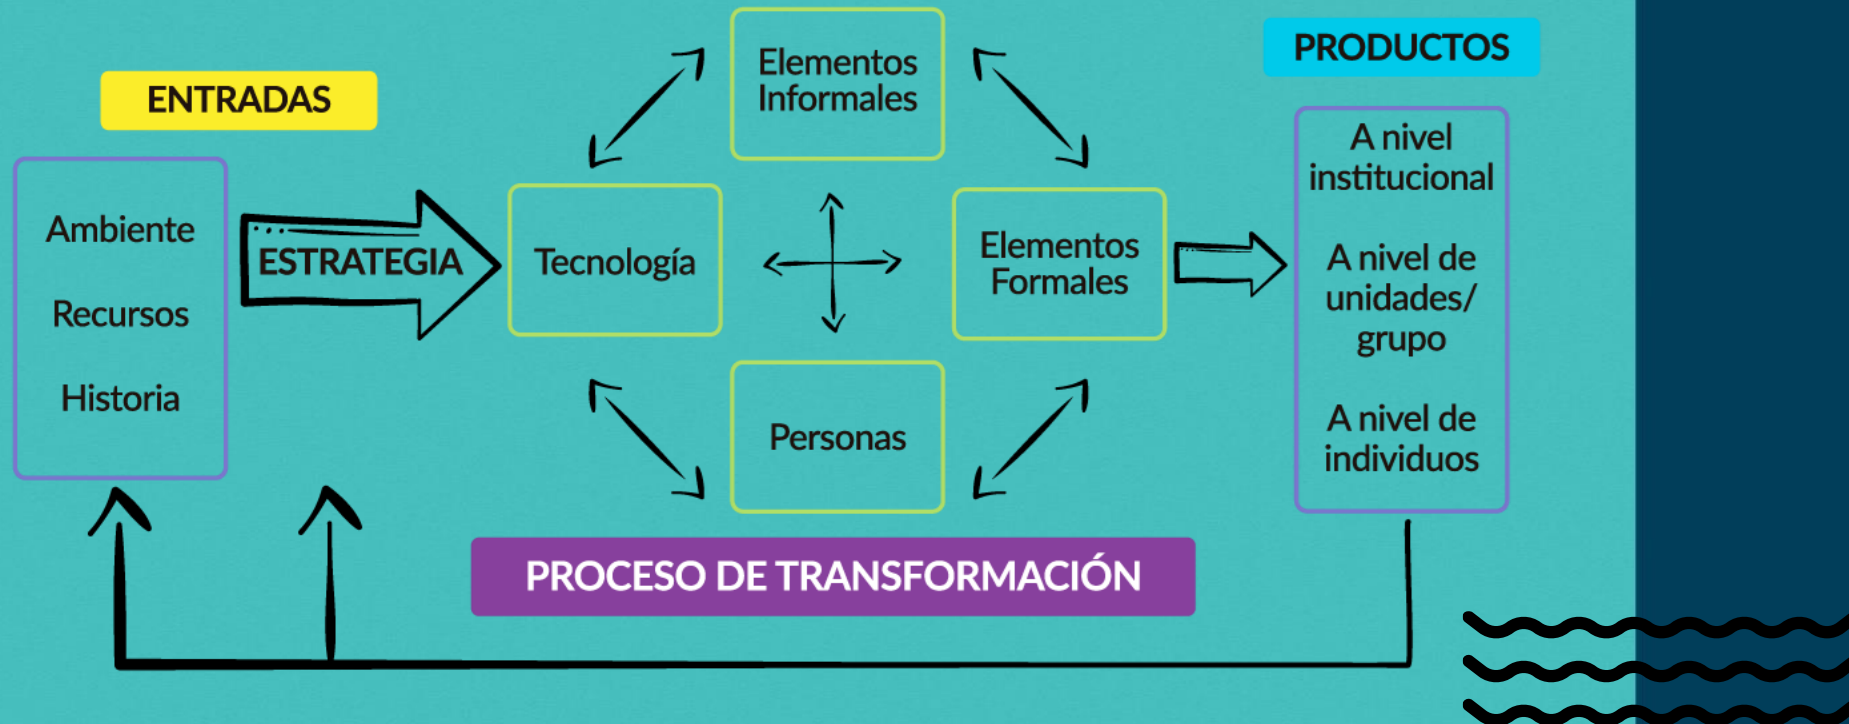 ENTRADAS
Ambiente
Recursos
Historia
ESTRATEGIA
Elementos
Informales
Tecnología
Elementos
Formales
Personas
PROCESO DE TRANSFORMACIÓN
PRODUCTOS
A nivel
institucional
A nivel de
unidades/
grupo
A nivel de
individuos